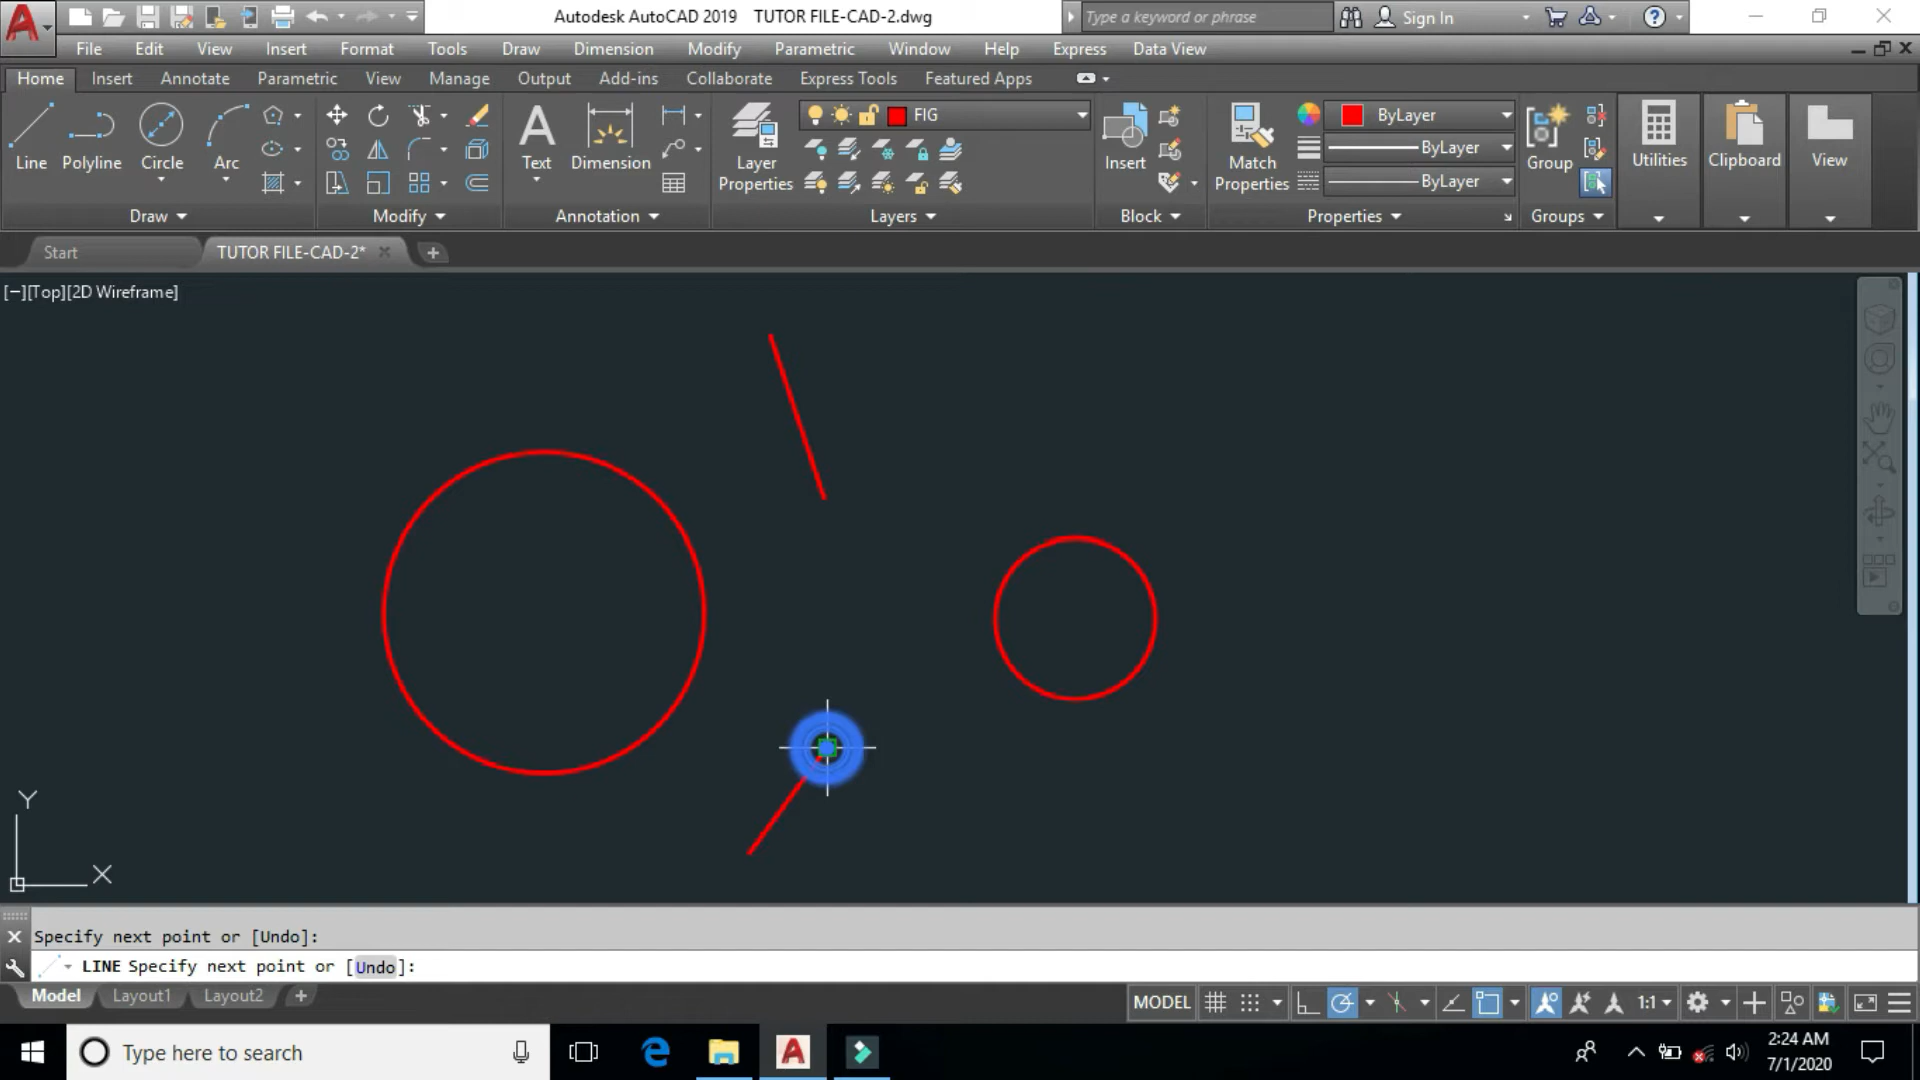 Autodesk AutoCAD 2019 TUTOR FILE-CAD-2.dwg
Type a keyword or phrase
Sign In
File Edit View Insert Format Tools Draw Dimension Modify Parametric Window Help Express Data View
Home Insert Annotate Parametric View Manage Output Add-ins Collaborate Express Tools Featured Apps
Line Polyline Circle Arc
Text Dimension
Layer Properties
FIG
Insert
Match Properties
ByLayer
ByLayer
ByLayer
Group
Utilities Clipboard View
Draw Modify Annotation Layers Block Properties Groups
Start TUTOR FILE-CAD-2*
[−][Top][2D Wireframe]
Y
X
Specify next point or [Undo]:
LINE Specify next point or [Undo]:
Model Layout1 Layout2
MODEL 1:1
Type here to search
2:24 AM
7/1/2020